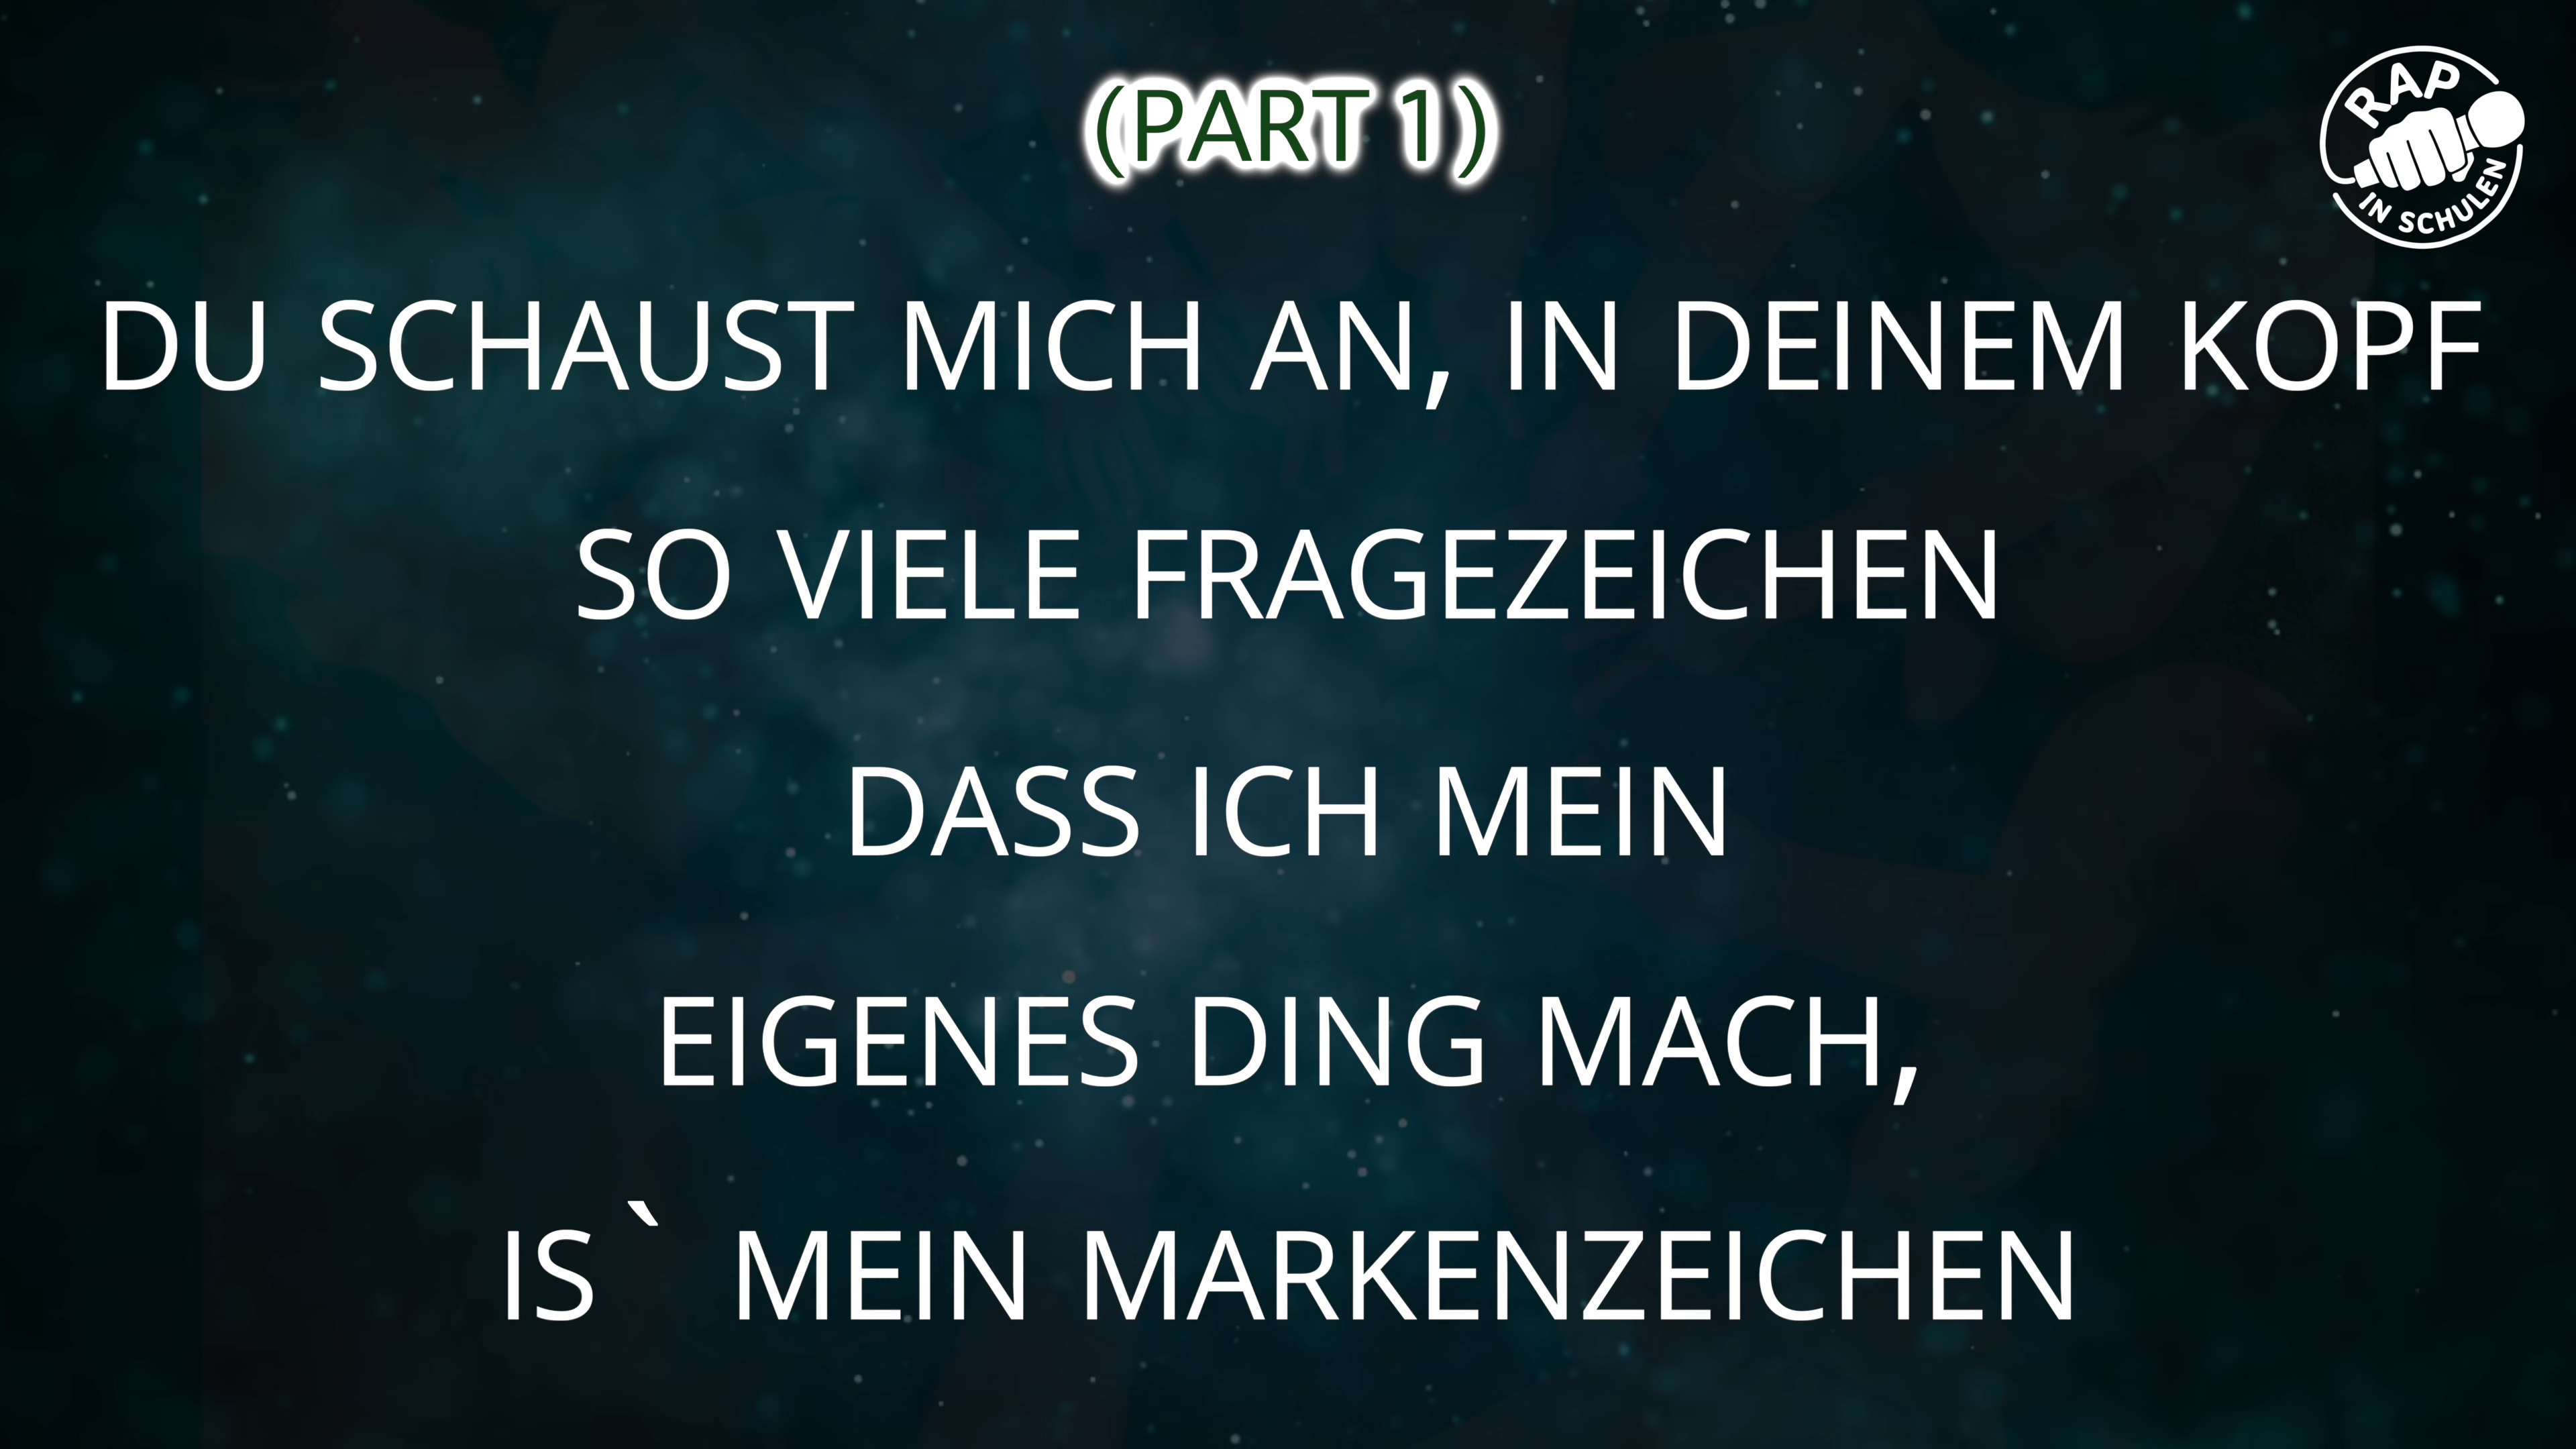 (PART 1)
RAP
IN SCHULEN
DU SCHAUST MICH AN, IN DEINEM KOPF
SO VIELE FRAGEZEICHEN
DASS ICH MEIN
EIGENES DING MACH,
IS` MEIN MARKENZEICHEN